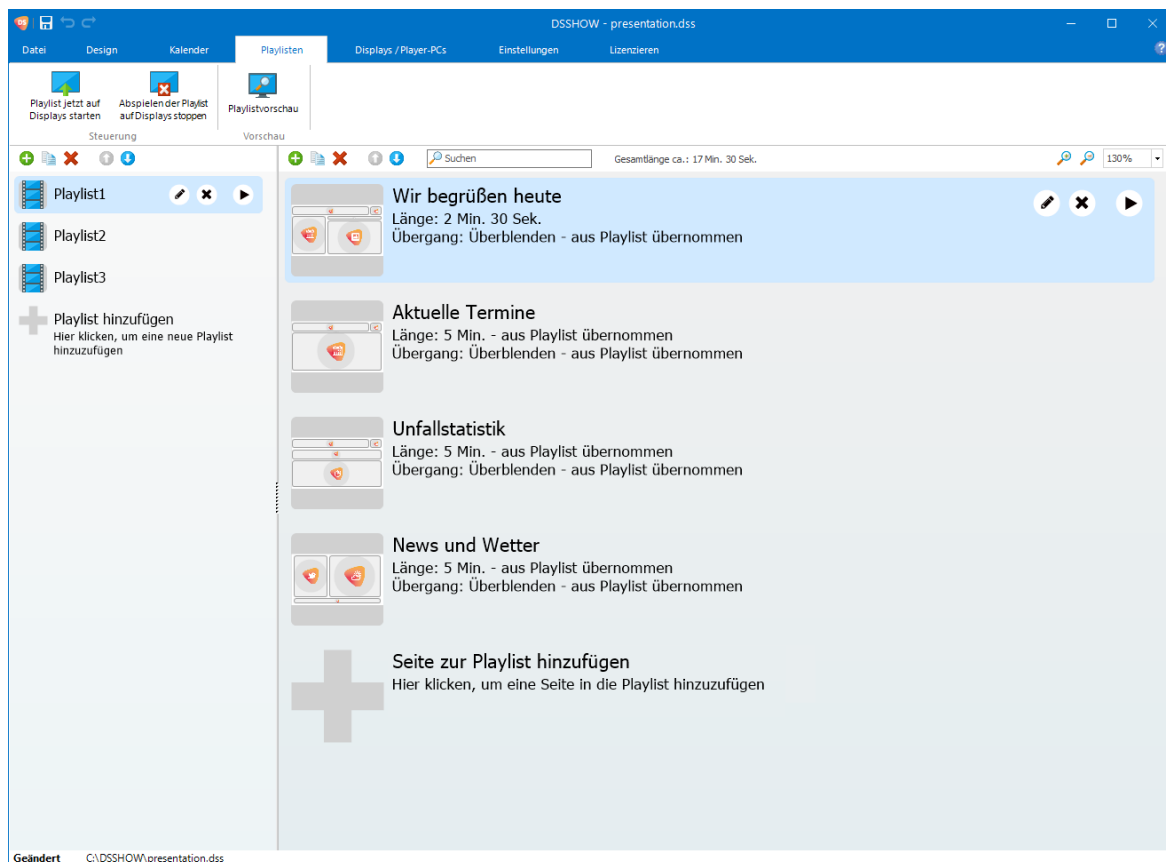 DS DSSHOW - presentation.dss
Datei Design Kalender Playlisten Displays / Player-PCs Einstellungen Lizenzieren ?
Playlist jetzt auf Displays starten
Abspielen der Playlist auf Displays stoppen
Playlistvorschau
Steuerung Vorschau
Suchen Gesamtlänge ca.: 17 Min. 30 Sek. 130%
Playlist1
Playlist2
Playlist3
Playlist hinzufügen
Hier klicken, um eine neue Playlist
hinzuzufügen
Wir begrüßen heute
Länge: 2 Min. 30 Sek.
Übergang: Überblenden - aus Playlist übernommen
Aktuelle Termine
Länge: 5 Min. - aus Playlist übernommen
Übergang: Überblenden - aus Playlist übernommen
Unfallstatistik
Länge: 5 Min. - aus Playlist übernommen
Übergang: Überblenden - aus Playlist übernommen
News und Wetter
Länge: 5 Min. - aus Playlist übernommen
Übergang: Überblenden - aus Playlist übernommen
Seite zur Playlist hinzufügen
Hier klicken, um eine Seite in die Playlist hinzuzufügen
Geändert C:\DSSHOW\presentation.dss